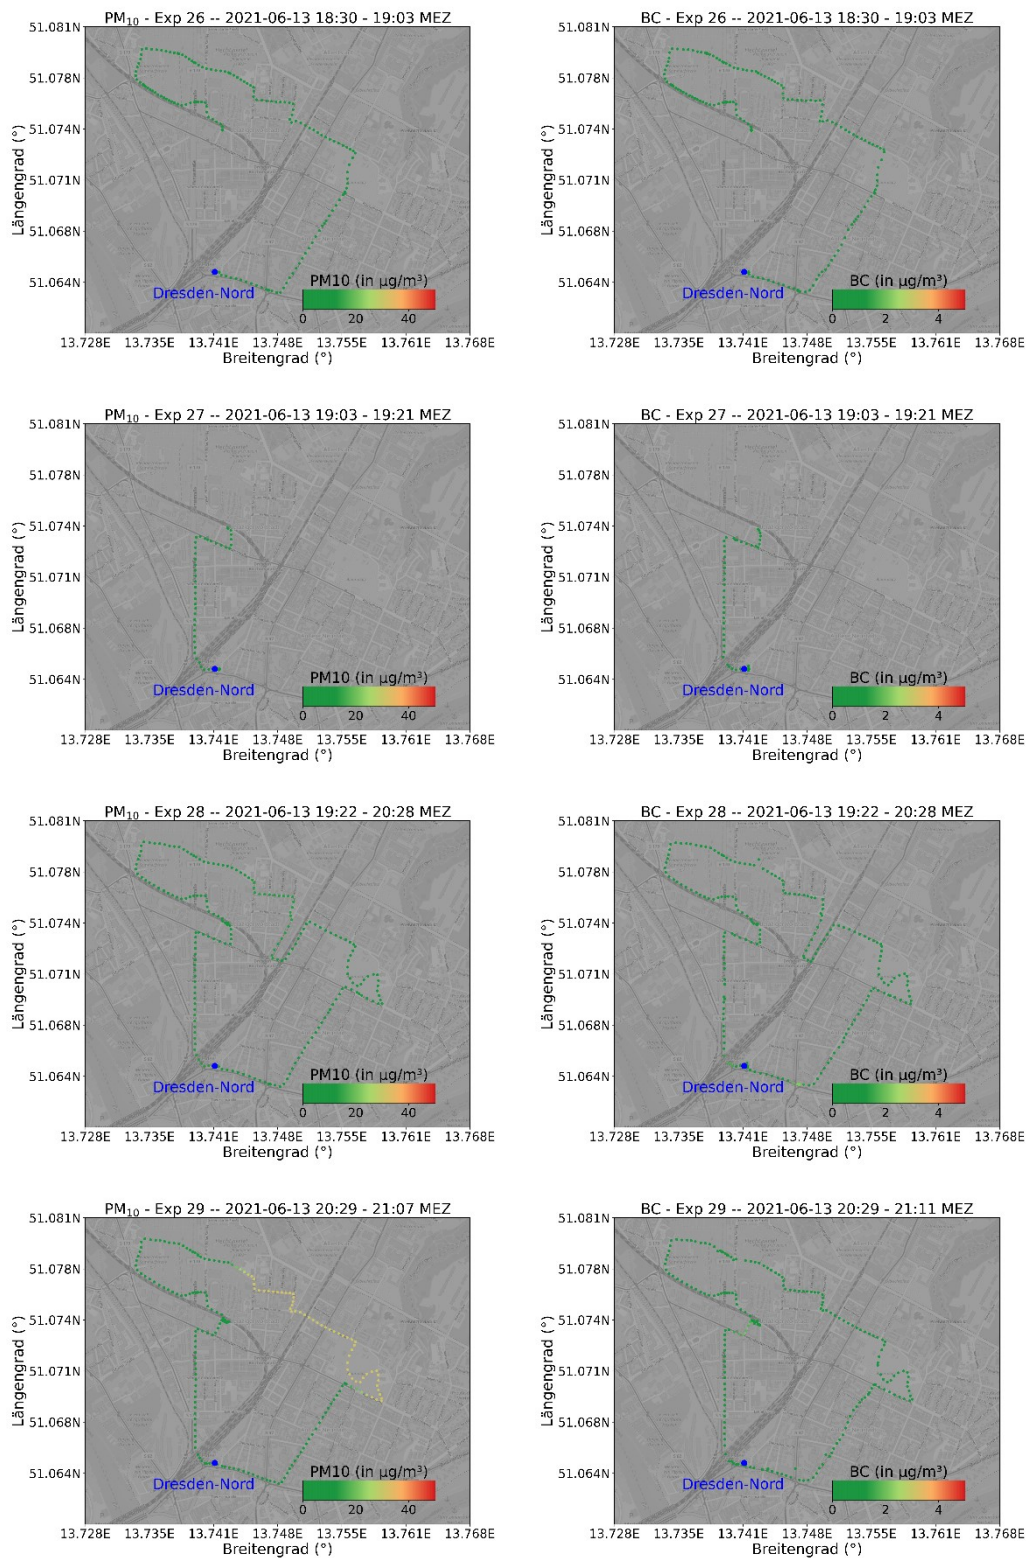 PM₁₀ - Exp 26 -- 2021-06-13 18:30 - 19:03 MEZ
51.081N
51.078N
51.074N
51.071N
51.068N
51.064N
Längengrad (°)
Dresden-Nord
PM10 (in µg/m³)
0 20 40
13.728E 13.735E 13.741E 13.748E 13.755E 13.761E 13.768E
Breitengrad (°)
BC - Exp 26 -- 2021-06-13 18:30 - 19:03 MEZ
51.081N
51.078N
51.074N
51.071N
51.068N
51.064N
Längengrad (°)
Dresden-Nord
BC (in µg/m³)
0 2 4
13.728E 13.735E 13.741E 13.748E 13.755E 13.761E 13.768E
Breitengrad (°)
PM₁₀ - Exp 27 -- 2021-06-13 19:03 - 19:21 MEZ
51.081N
51.078N
51.074N
51.071N
51.068N
51.064N
Längengrad (°)
Dresden-Nord
PM10 (in µg/m³)
0 20 40
13.728E 13.735E 13.741E 13.748E 13.755E 13.761E 13.768E
Breitengrad (°)
BC - Exp 27 -- 2021-06-13 19:03 - 19:21 MEZ
51.081N
51.078N
51.074N
51.071N
51.068N
51.064N
Längengrad (°)
Dresden-Nord
BC (in µg/m³)
0 2 4
13.728E 13.735E 13.741E 13.748E 13.755E 13.761E 13.768E
Breitengrad (°)
PM₁₀ - Exp 28 -- 2021-06-13 19:22 - 20:28 MEZ
51.081N
51.078N
51.074N
51.071N
51.068N
51.064N
Längengrad (°)
Dresden-Nord
PM10 (in µg/m³)
0 20 40
13.728E 13.735E 13.741E 13.748E 13.755E 13.761E 13.768E
Breitengrad (°)
BC - Exp 28 -- 2021-06-13 19:22 - 20:28 MEZ
51.081N
51.078N
51.074N
51.071N
51.068N
51.064N
Längengrad (°)
Dresden-Nord
BC (in µg/m³)
0 2 4
13.728E 13.735E 13.741E 13.748E 13.755E 13.761E 13.768E
Breitengrad (°)
PM₁₀ - Exp 29 -- 2021-06-13 20:29 - 21:07 MEZ
51.081N
51.078N
51.074N
51.071N
51.068N
51.064N
Längengrad (°)
Dresden-Nord
PM10 (in µg/m³)
0 20 40
13.728E 13.735E 13.741E 13.748E 13.755E 13.761E 13.768E
Breitengrad (°)
BC - Exp 29 -- 2021-06-13 20:29 - 21:11 MEZ
51.081N
51.078N
51.074N
51.071N
51.068N
51.064N
Längengrad (°)
Dresden-Nord
BC (in µg/m³)
0 2 4
13.728E 13.735E 13.741E 13.748E 13.755E 13.761E 13.768E
Breitengrad (°)